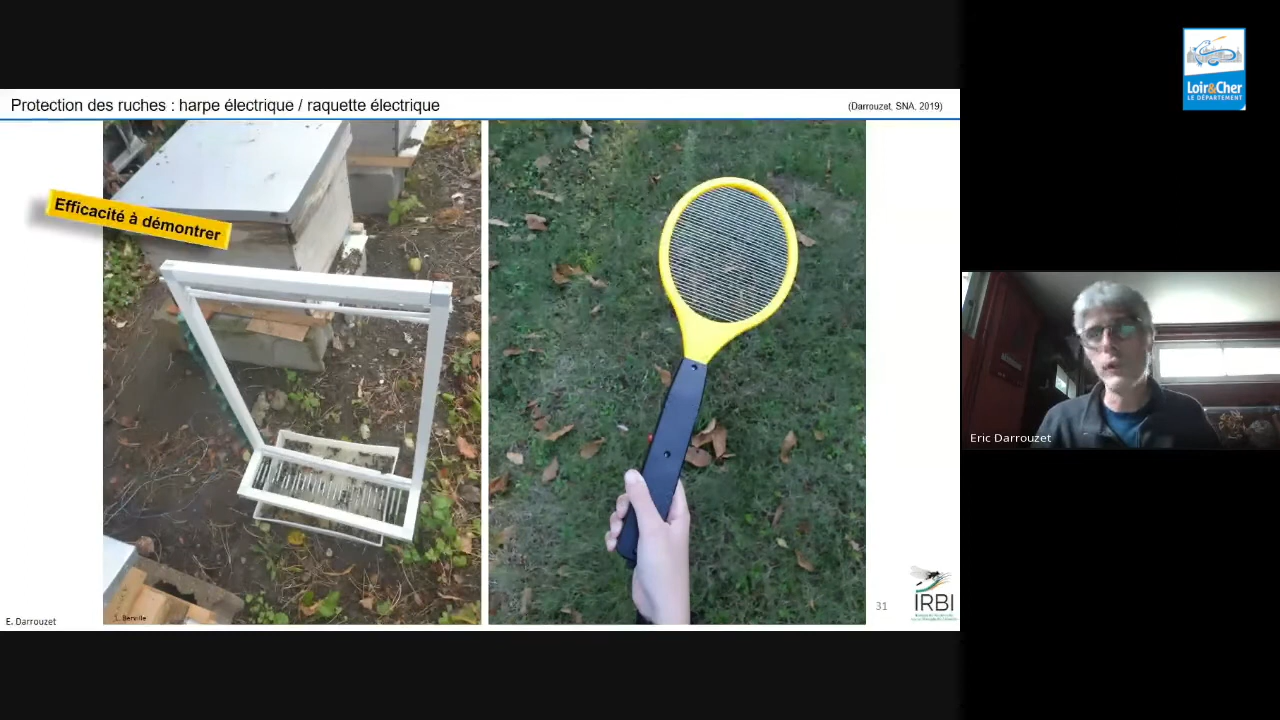 Protection des ruches : harpe électrique / raquette électrique
(Darrouzet, SNA, 2019)
Efficacité à démontrer
Loir&Cher
LE DÉPARTEMENT
Eric Darrouzet
31
IRBI
E. Darrouzet
L. Berville